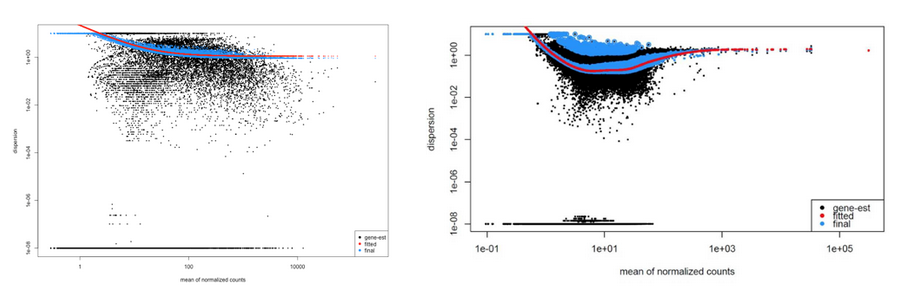 1e+00
1e-02
1e-04
1e-06
1e-08
dispersion
1 100 10000
mean of normalized counts
gene-est
fitted
final
1e+00
1e-02
1e-04
1e-06
1e-08
dispersion
1e-01 1e+01 1e+03 1e+05
mean of normalized counts
gene-est
fitted
final